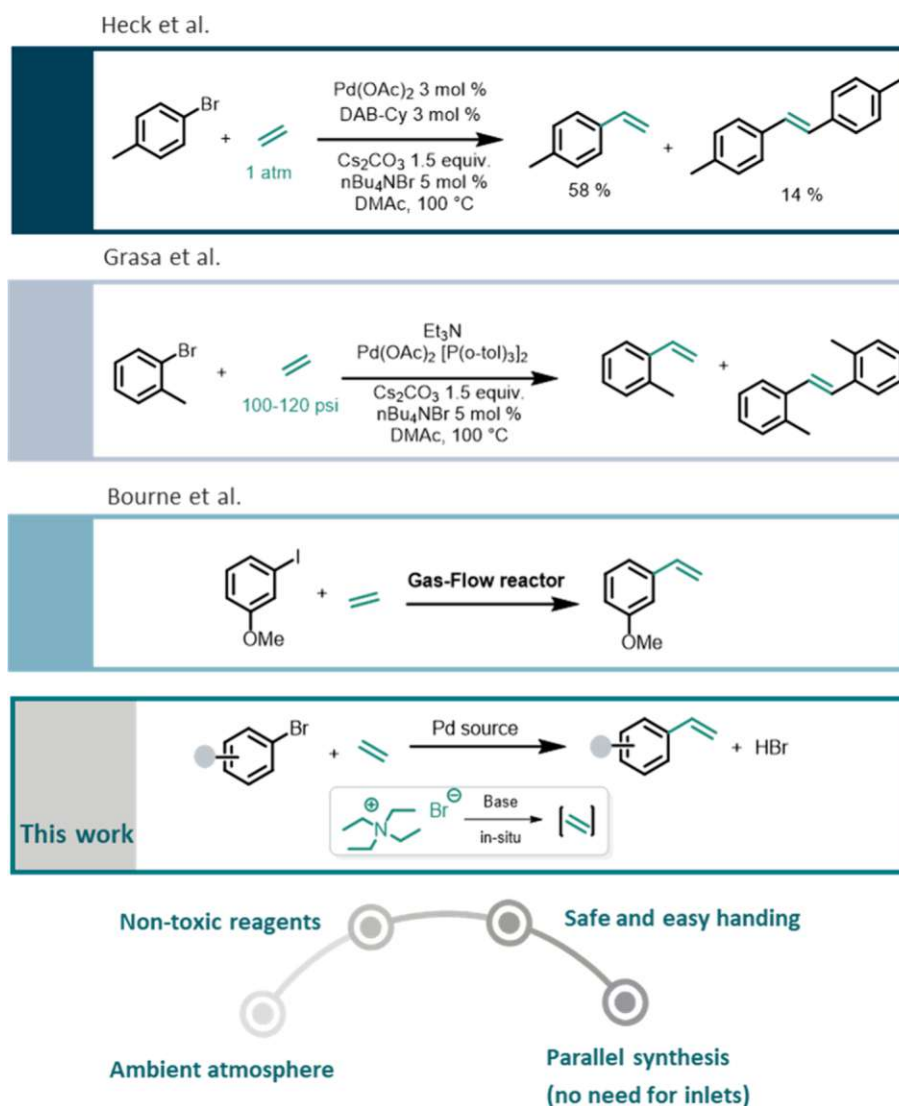 Heck et al.
Br
+
1 atm
Pd(OAc)2 3 mol %
DAB-Cy 3 mol %
Cs2CO3 1.5 equiv.
nBu4NBr 5 mol %
DMAc, 100 °C
58 %
+
14 %
Grasa et al.
Br
+
100-120 psi
Et3N
Pd(OAc)2 [P(o-tol)3]2
Cs2CO3 1.5 equiv.
nBu4NBr 5 mol %
DMAc, 100 °C
+
Bourne et al.
I
OMe
+
Gas-Flow reactor
OMe
This work
Br
+
Pd source
+ HBr
⊕
N
Br⊖
Base
in-situ
[ ]
Non-toxic reagents
Safe and easy handing
Ambient atmosphere
Parallel synthesis
(no need for inlets)